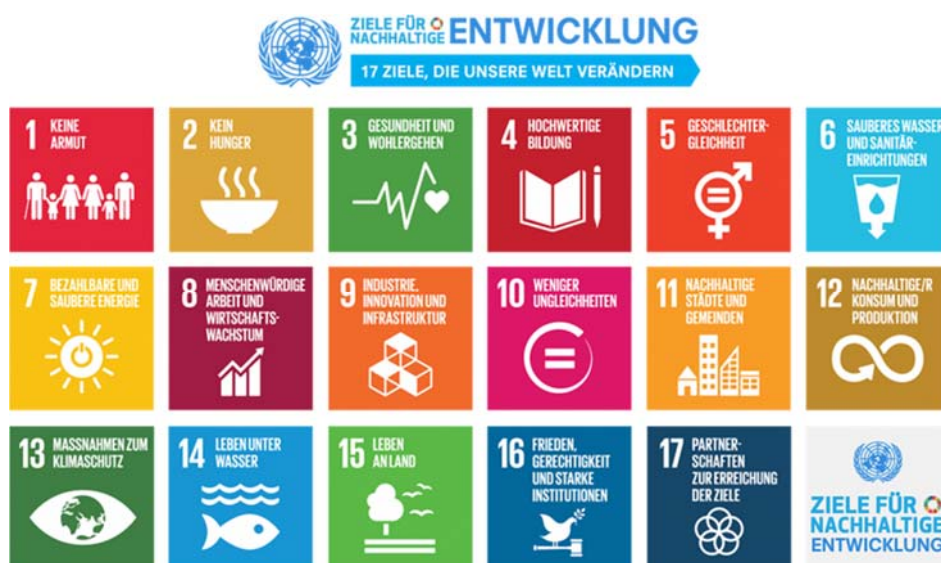 ZIELE FÜR
NACHHALTIGE
ENTWICKLUNG
17 ZIELE, DIE UNSERE WELT VERÄNDERN
1 KEINE
ARMUT
2 KEIN
HUNGER
3 GESUNDHEIT UND
WOHLERGEHEN
4 HOCHWERTIGE
BILDUNG
5 GESCHLECHTER-
GLEICHHEIT
6 SAUBERES WASSER
UND SANITÄR-
EINRICHTUNGEN
7 BEZAHLBARE UND
SAUBERE ENERGIE
8 MENSCHENWÜRDIGE
ARBEIT UND
WIRTSCHAFTS-
WACHSTUM
9 INDUSTRIE,
INNOVATION UND
INFRASTRUKTUR
10 WENIGER
UNGLEICHHEITEN
11 NACHHALTIGE
STÄDTE UND
GEMEINDEN
12 NACHHALTIGE/R
KONSUM UND
PRODUKTION
13 MASSNAHMEN ZUM
KLIMASCHUTZ
14 LEBEN UNTER
WASSER
15 LEBEN
AN LAND
16 FRIEDEN,
GERECHTIGKEIT
UND STARKE
INSTITUTIONEN
17 PARTNER-
SCHAFTEN
ZUR ERREICHUNG
DER ZIELE
ZIELE FÜR
NACHHALTIGE
ENTWICKLUNG